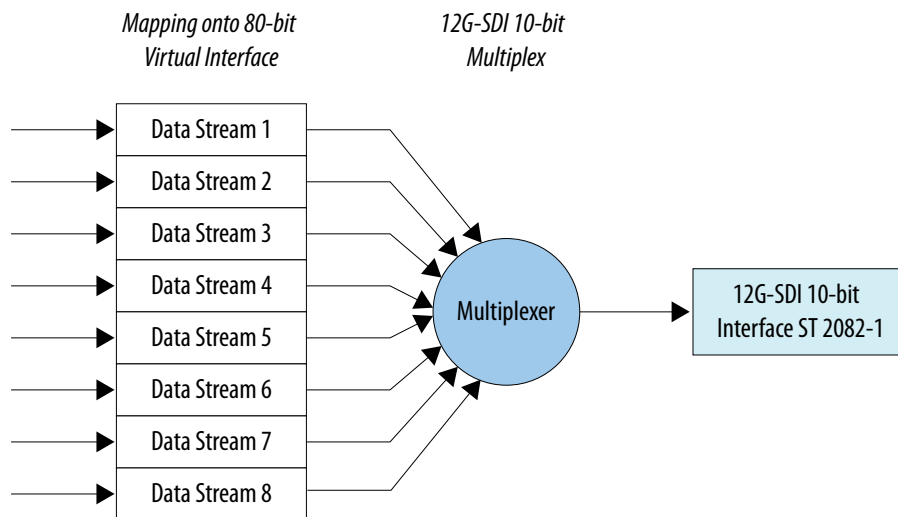 Mapping onto 80-bit
Virtual Interface
12G-SDI 10-bit
Multiplex
Data Stream 1
Data Stream 2
Data Stream 3
Data Stream 4
Data Stream 5
Data Stream 6
Data Stream 7
Data Stream 8
Multiplexer
12G-SDI 10-bit
Interface ST 2082-1